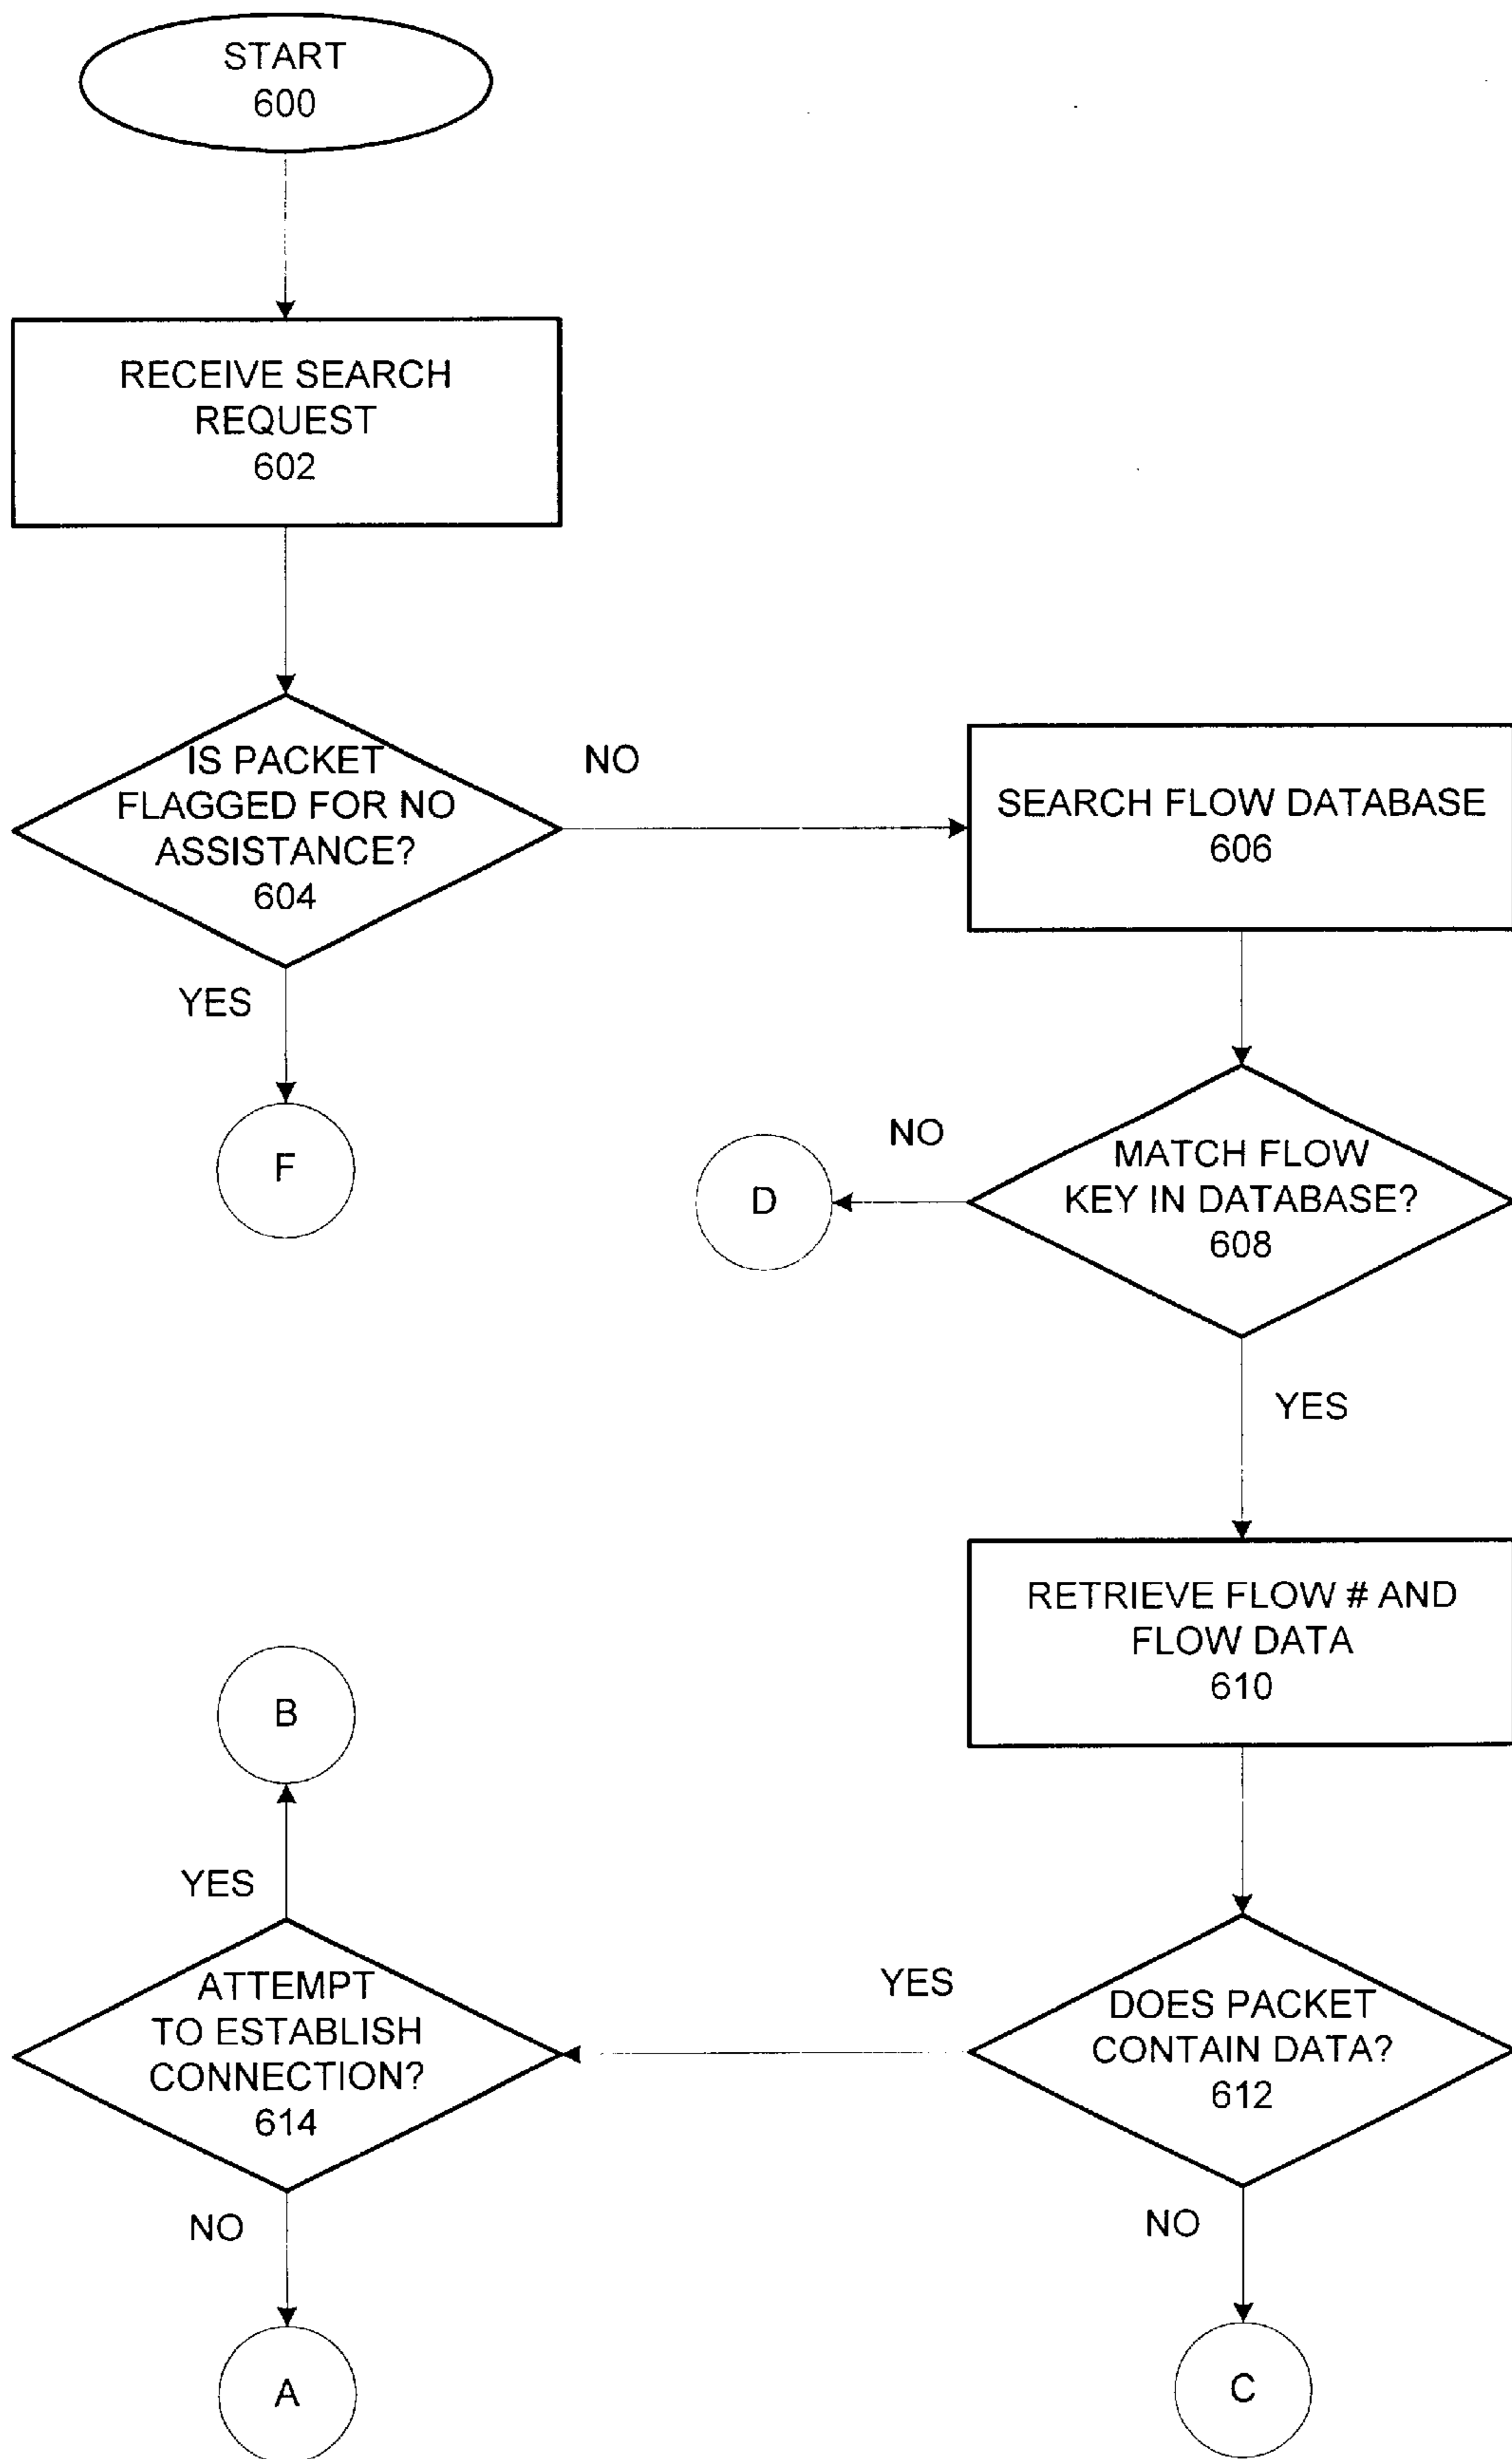 START
600
RECEIVE SEARCH
REQUEST
602
IS PACKET
FLAGGED FOR NO
ASSISTANCE?
604
NO
YES
F
SEARCH FLOW DATABASE
606
MATCH FLOW
KEY IN DATABASE?
608
NO
D
YES
RETRIEVE FLOW # AND
FLOW DATA
610
DOES PACKET
CONTAIN DATA?
612
YES
NO
C
ATTEMPT
TO ESTABLISH
CONNECTION?
614
YES
B
NO
A